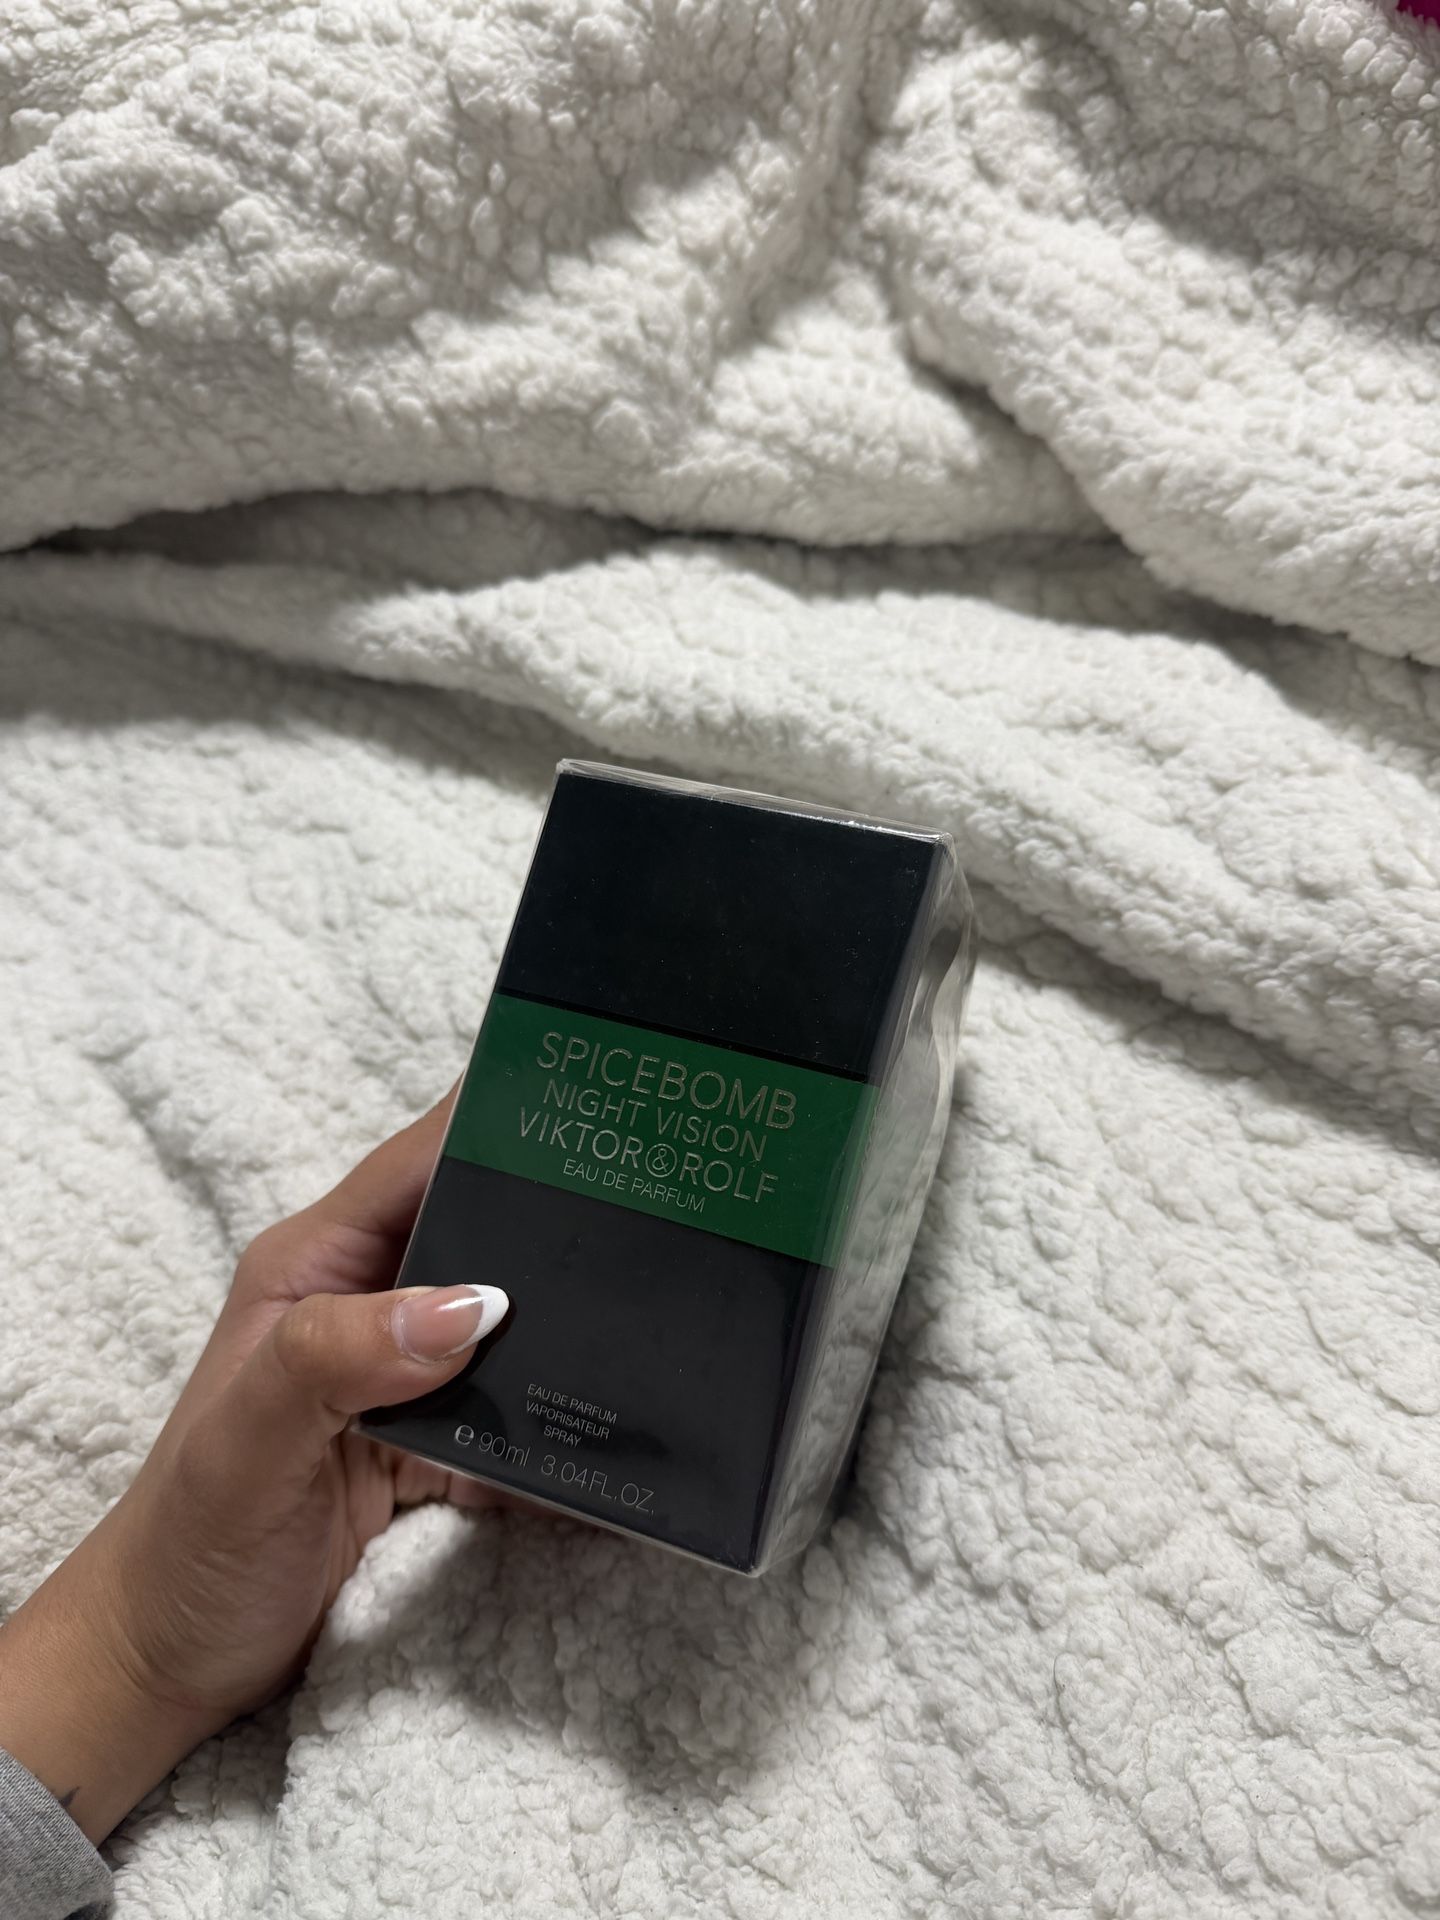 SPICEBOMB
NIGHT VISION
VIKTOR&ROLF
EAU DE PARFUM
EAU DE PARFUM
VAPORISATEUR
SPRAY
℮ 90ml 3.04FL.OZ.